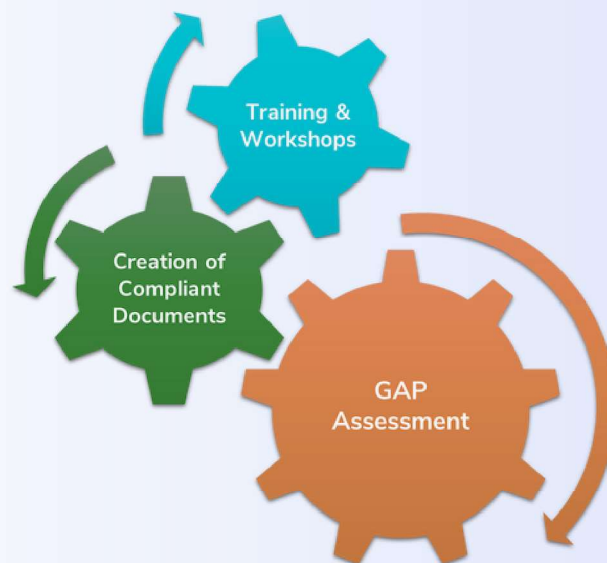 Training &
Workshops
Creation of
Compliant
Documents
GAP
Assessment